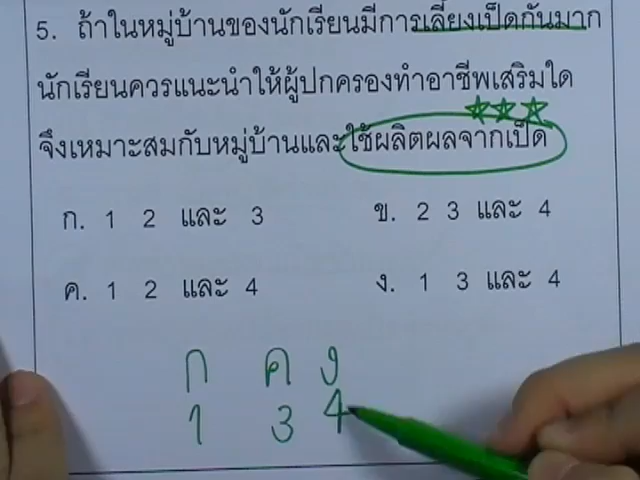 5. ถ้าในหมู่บ้านของนักเรียนมีการเลี้ยงเป็ดกันมาก
นักเรียนควรแนะนำให้ผู้ปกครองทำอาชีพเสริมใด
จึงเหมาะสมกับหมู่บ้านและใช้ผลิตผลจากเป็ด
ก. 1 2 และ 3 ข. 2 3 และ 4
ค. 1 2 และ 4 ง. 1 3 และ 4
ก ค ง
1 3 4